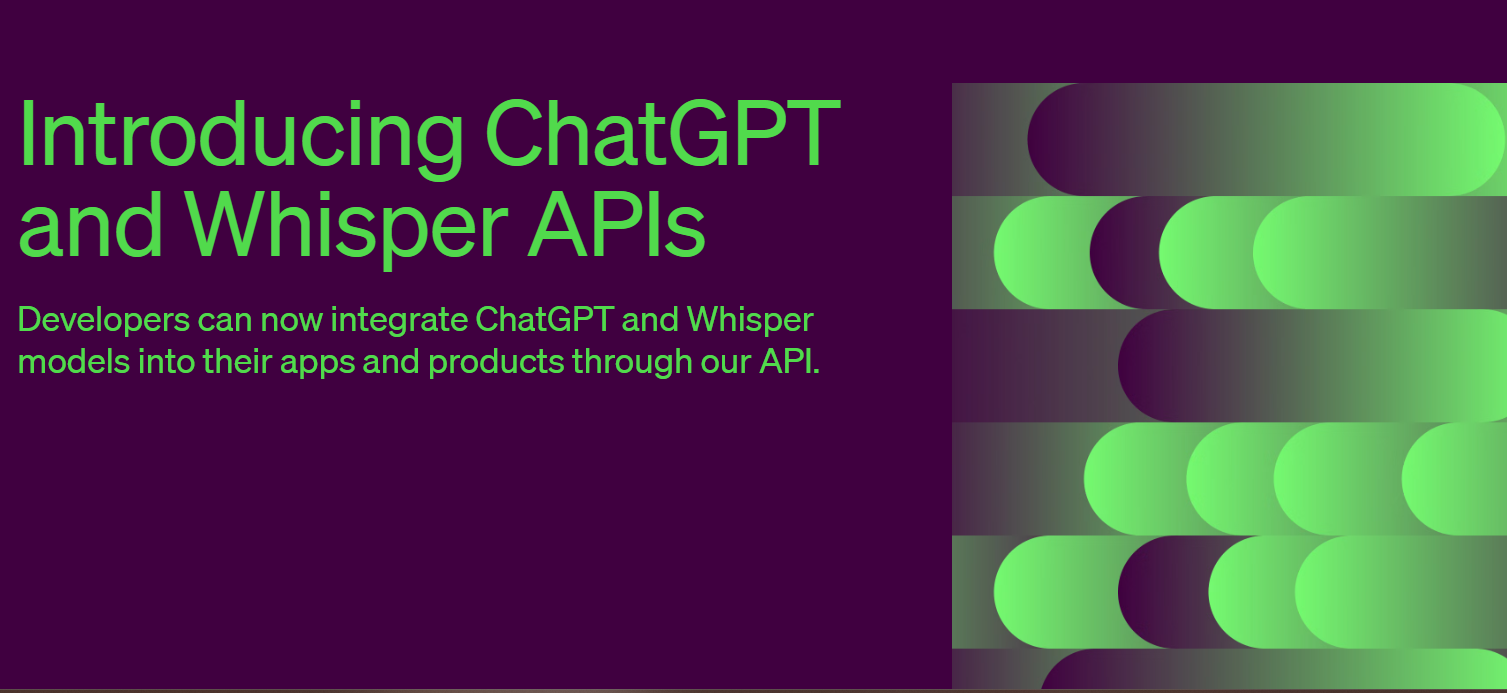 Introducing ChatGPT
and Whisper APIs
Developers can now integrate ChatGPT and Whisper
models into their apps and products through our API.